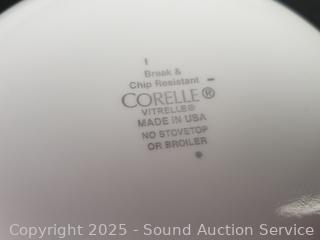 Break &
Chip Resistant
CORELLE®
VITRELLE®
MADE IN USA
NO STOVETOP
OR BROILER
Copyright 2025 - Sound Auction Service